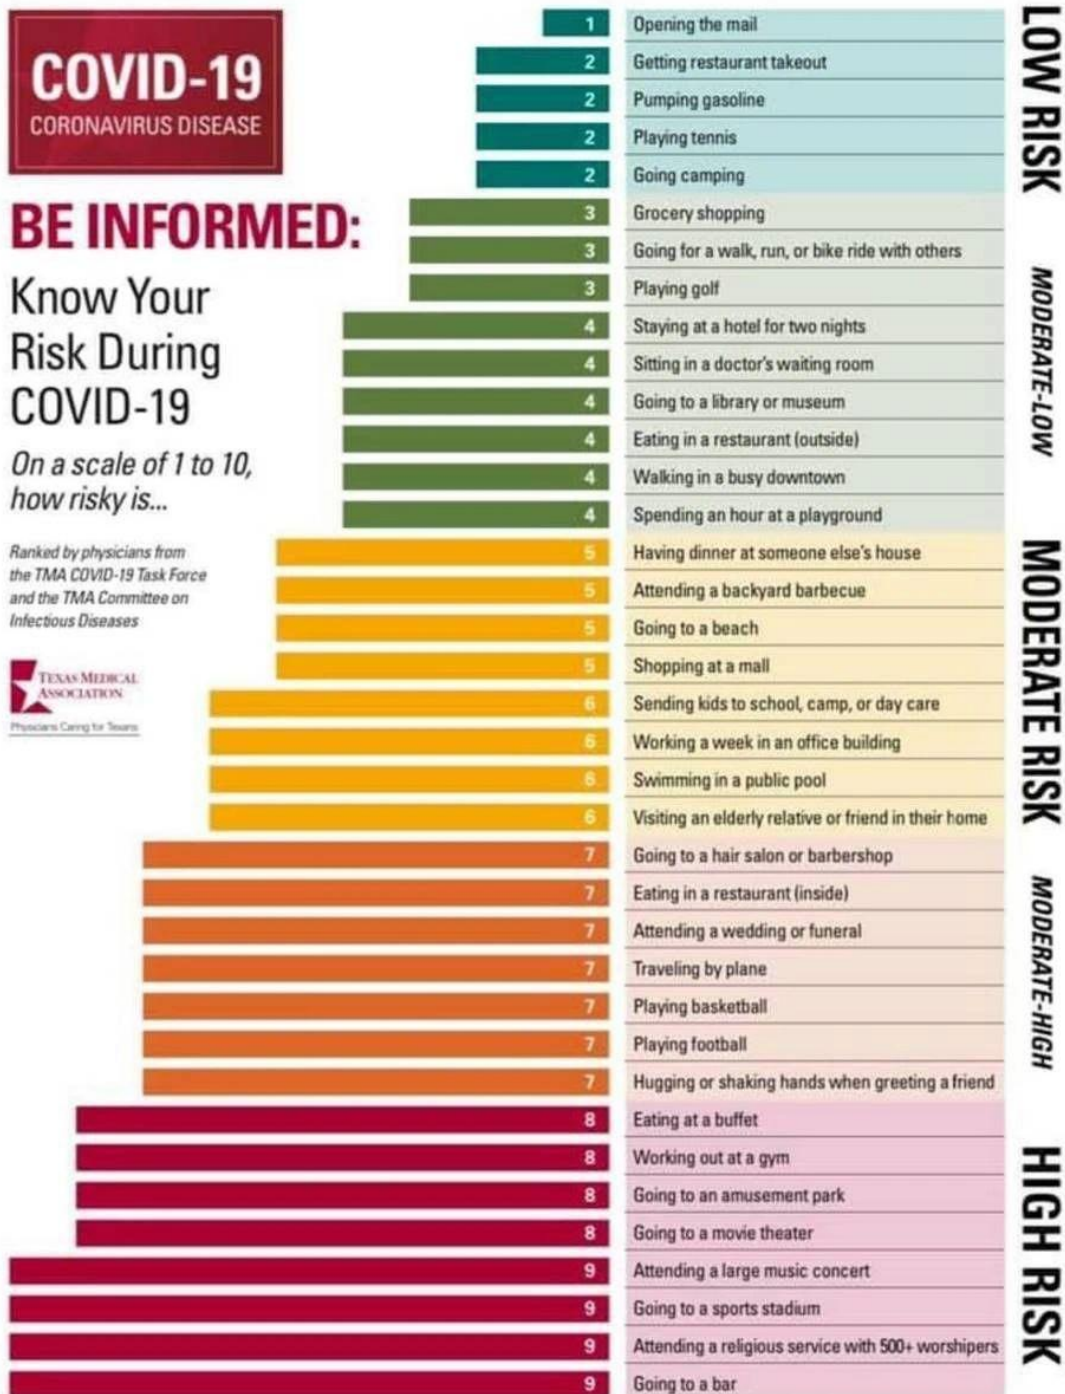 COVID-19
CORONAVIRUS DISEASE
BE INFORMED:
Know Your
Risk During
COVID-19
On a scale of 1 to 10,
how risky is...
Ranked by physicians from
the TMA COVID-19 Task Force
and the TMA Committee on
Infectious Diseases
TEXAS MEDICAL
ASSOCIATION
Physicians Caring for Texans
LOW RISK
1 Opening the mail
2 Getting restaurant takeout
2 Pumping gasoline
2 Playing tennis
2 Going camping
MODERATE-LOW
3 Grocery shopping
3 Going for a walk, run, or bike ride with others
3 Playing golf
4 Staying at a hotel for two nights
4 Sitting in a doctor's waiting room
4 Going to a library or museum
4 Eating in a restaurant (outside)
4 Walking in a busy downtown
4 Spending an hour at a playground
MODERATE RISK
5 Having dinner at someone else's house
5 Attending a backyard barbecue
5 Going to a beach
5 Shopping at a mall
6 Sending kids to school, camp, or day care
6 Working a week in an office building
6 Swimming in a public pool
6 Visiting an elderly relative or friend in their home
MODERATE-HIGH
7 Going to a hair salon or barbershop
7 Eating in a restaurant (inside)
7 Attending a wedding or funeral
7 Traveling by plane
7 Playing basketball
7 Playing football
7 Hugging or shaking hands when greeting a friend
HIGH RISK
8 Eating at a buffet
8 Working out at a gym
8 Going to an amusement park
8 Going to a movie theater
9 Attending a large music concert
9 Going to a sports stadium
9 Attending a religious service with 500+ worshipers
9 Going to a bar